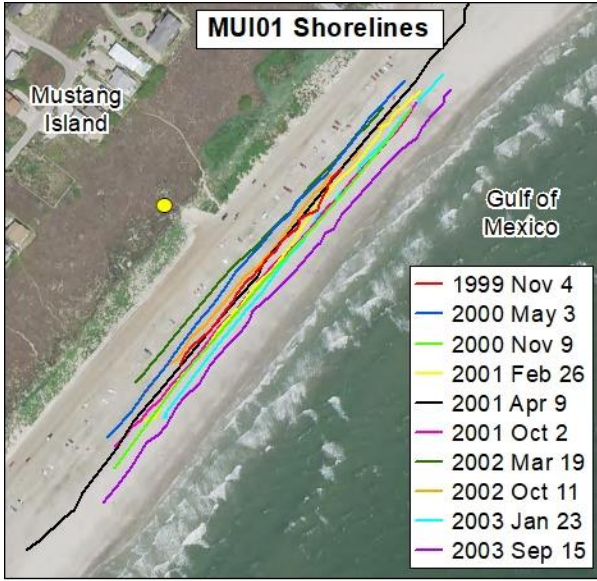 MUI01 Shorelines
Mustang
Island
Gulf of
Mexico
1999 Nov 4
2000 May 3
2000 Nov 9
2001 Feb 26
2001 Apr 9
2001 Oct 2
2002 Mar 19
2002 Oct 11
2003 Jan 23
2003 Sep 15